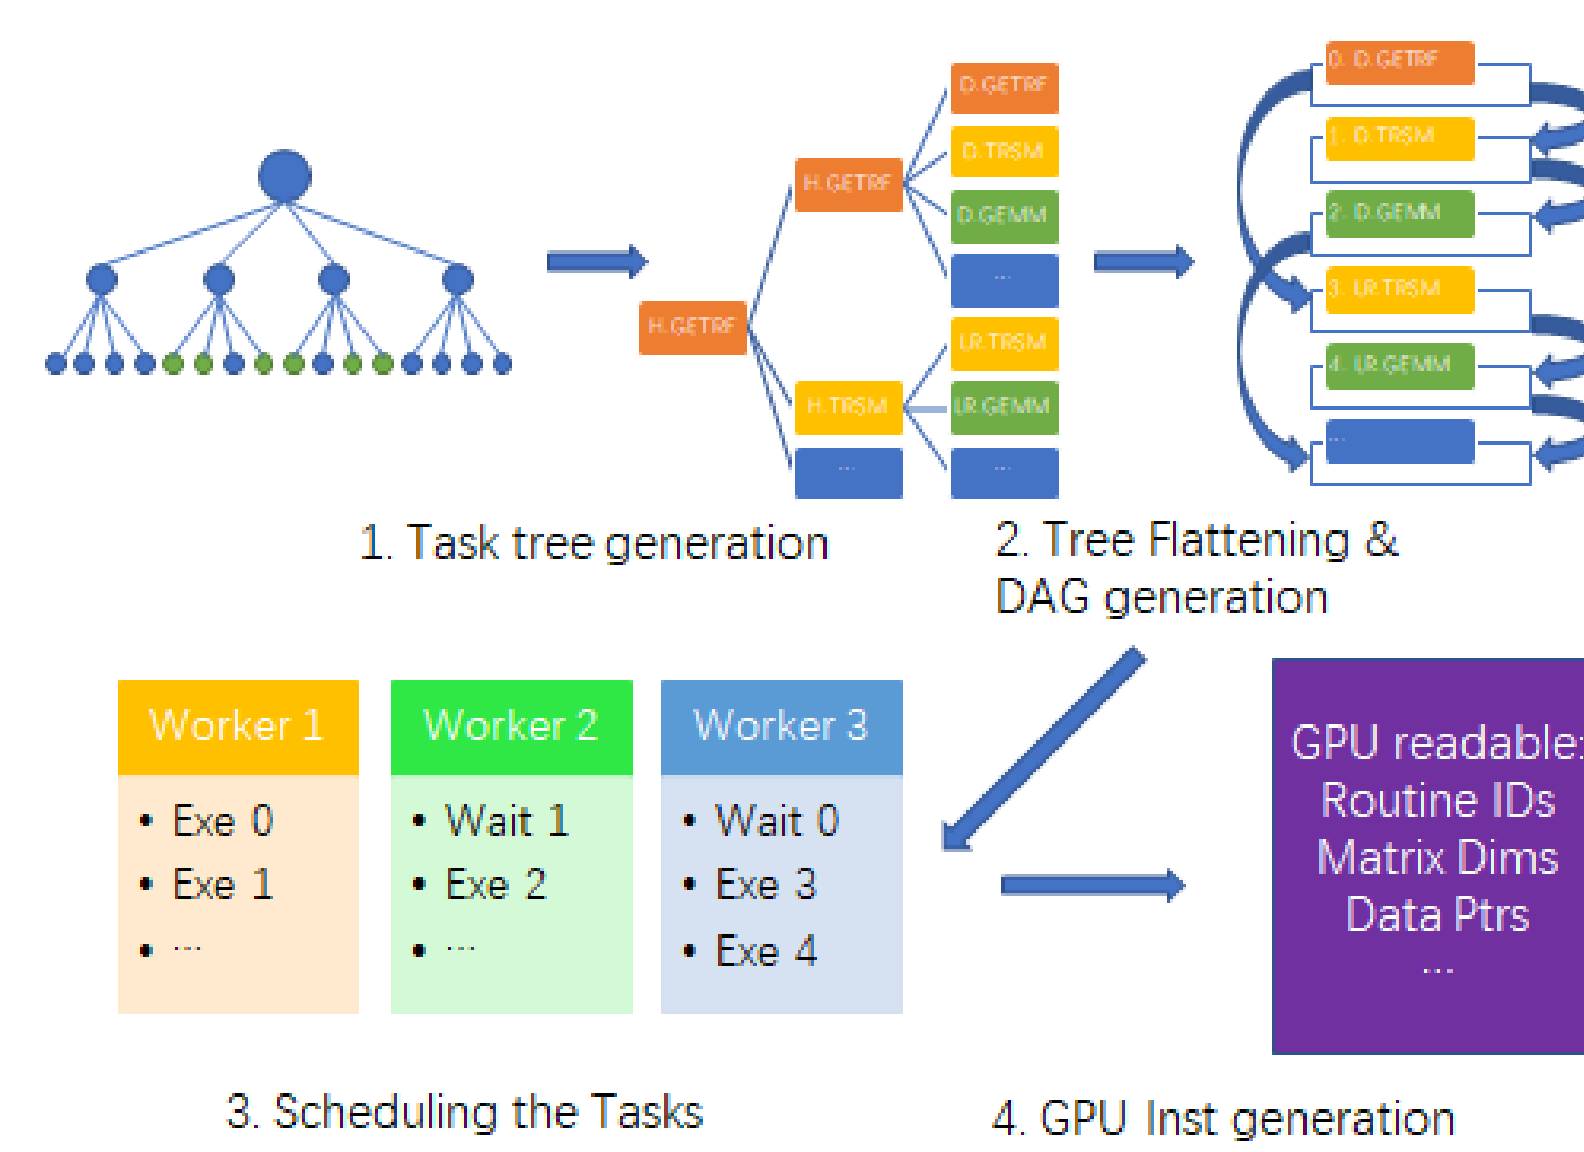 H.GETRF
H.GETRF
H.TRSM
...
D.GETRF
D.TRSM
D.GEMM
...
LR.TRSM
LR.GEMM
...
0. D.GETRF
1. D.TRSM
2. D.GEMM
3. LR.TRSM
4. LR.GEMM
...
1. Task tree generation
2. Tree Flattening &
DAG generation
Worker 1
• Exe 0
• Exe 1
• ...
Worker 2
• Wait 1
• Exe 2
• ...
Worker 3
• Wait 0
• Exe 3
• Exe 4
GPU readable:
Routine IDs
Matrix Dims
Data Ptrs
...
3. Scheduling the Tasks
4. GPU Inst generation